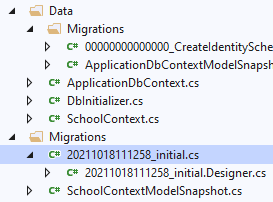 Data
Migrations
C# 00000000000000_CreateIdentitySche
C# ApplicationDbContextModelSnapsh
C# ApplicationDbContext.cs
C# DbInitializer.cs
C# SchoolContext.cs
Migrations
C# 20211018111258_initial.cs
C# 20211018111258_initial.Designer.cs
C# SchoolContextModelSnapshot.cs